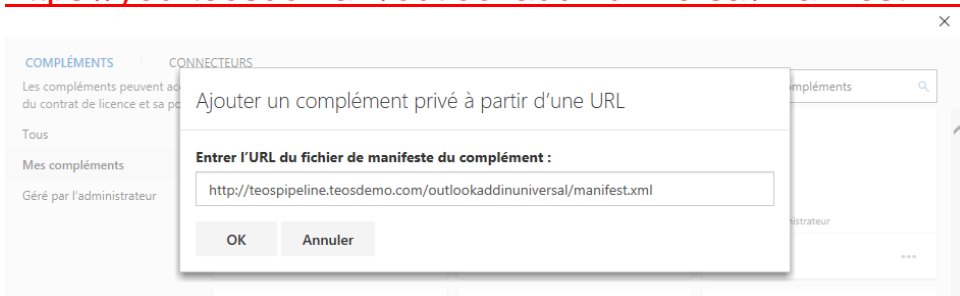 COMPLÉMENTS
CONNECTEURS
Les compléments peuvent ac
du contrat de licence et sa po
mpléments
Tous
Mes compléments
Géré par l'administrateur
Ajouter un complément privé à partir d'une URL
Entrer l'URL du fichier de manifeste du complément :
http://teospipeline.teosdemo.com/outlookaddinuniversal/manifest.xml
OK
Annuler
nistrateur